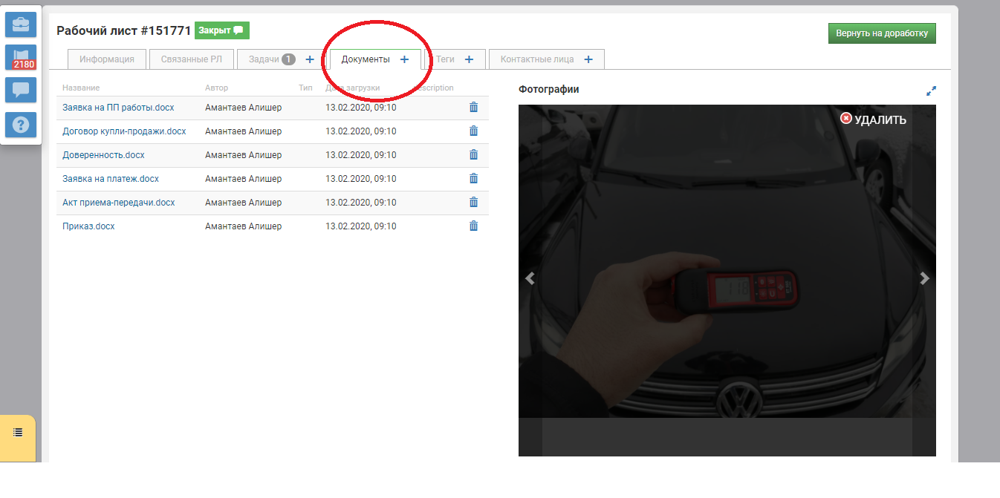 Рабочий лист #151771 Закрыт
Вернуть на доработку
2180
Информация Связанные РЛ Задачи 1 + Документы + Теги + Контактные лица +
Название Автор Тип Дата загрузки Description
Заявка на ПП работы.docx Амантаев Алишер 13.02.2020, 09:10
Договор купли-продажи.docx Амантаев Алишер 13.02.2020, 09:10
Доверенность.docx Амантаев Алишер 13.02.2020, 09:10
Заявка на платеж.docx Амантаев Алишер 13.02.2020, 09:10
Акт приема-передачи.docx Амантаев Алишер 13.02.2020, 09:10
Приказ.docx Амантаев Алишер 13.02.2020, 09:10
Фотографии
УДАЛИТЬ
118